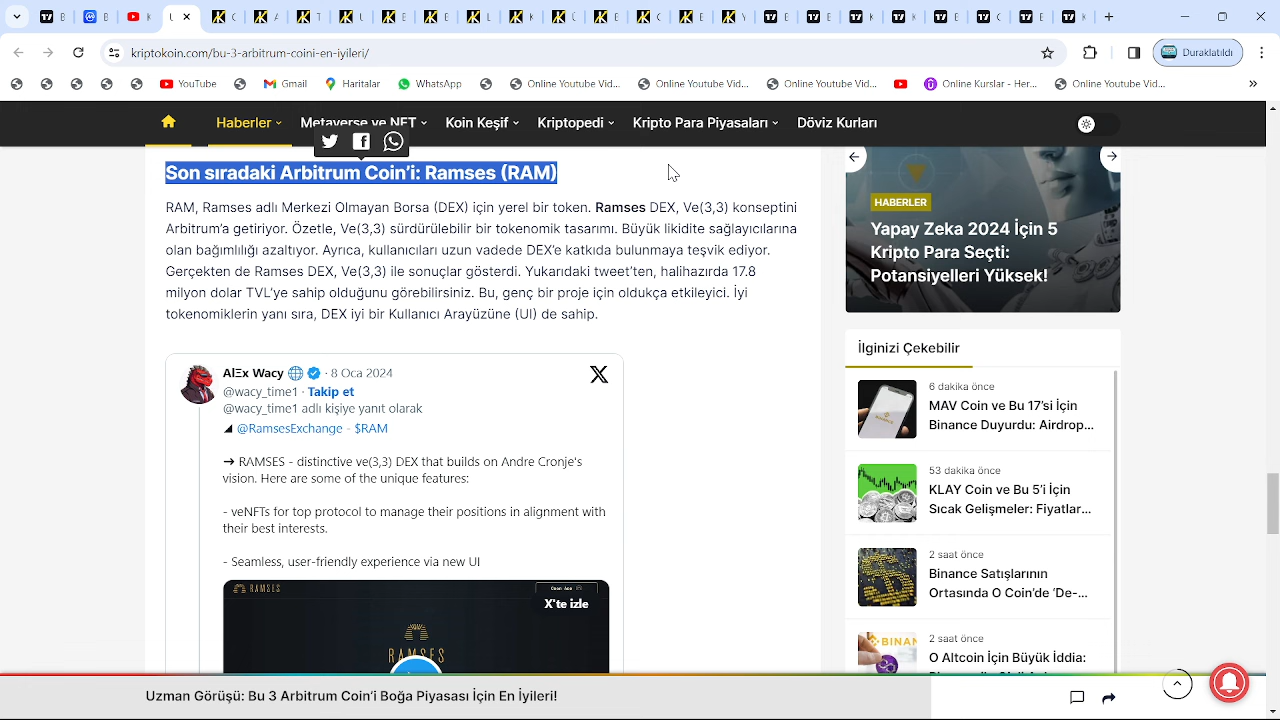 kriptokoin.com/bu-3-arbitrum-coini-en-iyileri/
Duraklatıldı
YouTube
Gmail
Haritalar
WhatsApp
Online Youtube Vid...
Online Youtube Vid...
Online Youtube Vid...
Online Kurslar - Her...
Online Youtube Vid...
Haberler
Metaverse ve NFT
Koin Keşif
Kriptopedi
Kripto Para Piyasaları
Döviz Kurları
Son sıradaki Arbitrum Coin'i: Ramses (RAM)
RAM, Ramses adlı Merkezi Olmayan Borsa (DEX) için yerel bir token. Ramses DEX, Ve(3,3) konseptini
Arbitrum'a getiriyor. Özetle, Ve(3,3) sürdürülebilir bir tokenomik tasarımı. Büyük likidite sağlayıcılarına
olan bağımlılığı azaltıyor. Ayrıca, kullanıcıları uzun vadede DEX'e katkıda bulunmaya teşvik ediyor.
Gerçekten de Ramses DEX, Ve(3,3) ile sonuçlar gösterdi. Yukarıdaki tweet'ten, halihazırda 17.8
milyon dolar TVL'ye sahip olduğunu görebilirsiniz. Bu, genç bir proje için oldukça etkileyici. İyi
tokenomiklerin yanı sıra, DEX iyi bir Kullanıcı Arayüzüne (UI) de sahip.
AlΞx Wacy · 8 Oca 2024
@wacy_time1 · Takip et
@wacy_time1 adlı kişiye yanıt olarak
◢ @RamsesExchange - $RAM
➜ RΛMSES - distinctive ve(3,3) DEX that builds on Andre Cronje's
vision. Here are some of the unique features:
- veNFTs for top protocol to manage their positions in alignment with
their best interests.
- Seamless, user-friendly experience via new UI
RAMSES
X'te izle
RAMSES
HABERLER
Yapay Zeka 2024 İçin 5
Kripto Para Seçti:
Potansiyelleri Yüksek!
İlginizi Çekebilir
6 dakika önce
MAV Coin ve Bu 17'si İçin
Binance Duyurdu: Airdrop...
53 dakika önce
KLAY Coin ve Bu 5'i İçin
Sıcak Gelişmeler: Fiyatlar...
2 saat önce
Binance Satışlarının
Ortasında O Coin'de 'De-...
2 saat önce
O Altcoin İçin Büyük İddia:
Uzman Görüşü: Bu 3 Arbitrum Coin'i Boğa Piyasası İçin En İyileri!